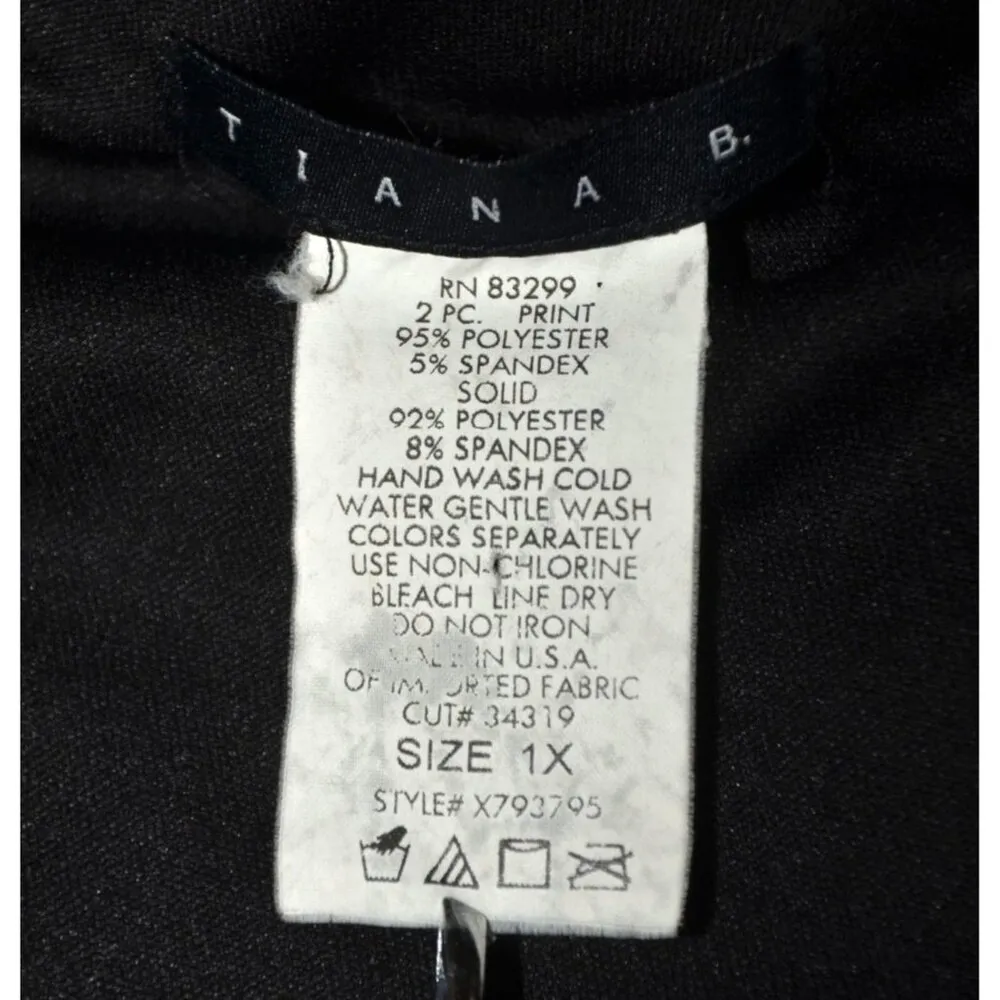 TIANA B.
RN 83299
2 PC. PRINT
95% POLYESTER
5% SPANDEX
SOLID
92% POLYESTER
8% SPANDEX
HAND WASH COLD
WATER GENTLE WASH
COLORS SEPARATELY
USE NON-CHLORINE
BLEACH LINE DRY
DO NOT IRON
IN U.S.A.
OF FABRIC
CUT# 34319
SIZE 1X
STYLE# X793795